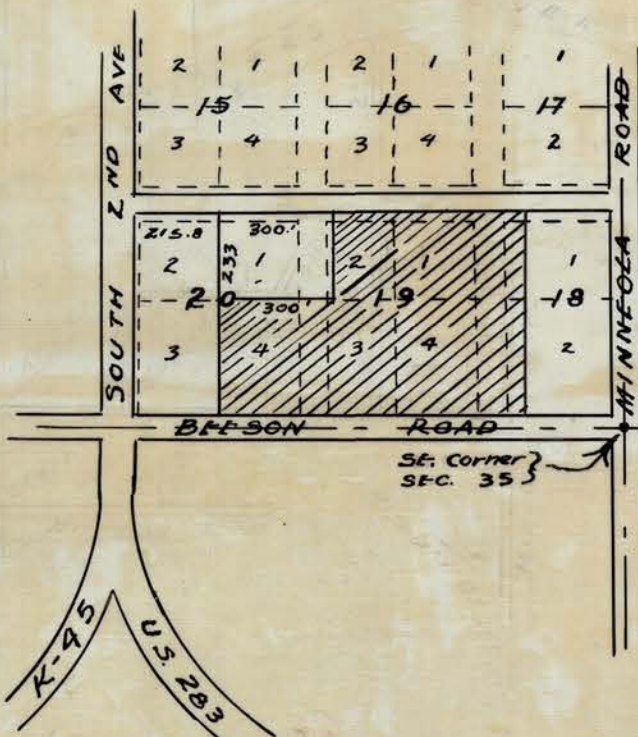 SOUTH 2ND AVE
2 1 2 1 1
15 16 17
3 4 3 4 2
MINNEOLA ROAD
215.8 300.'
2 233 1 2 1 1
20 300 19 18
3 4 3 4 2
BEESON ROAD
SE. Corner
SEC. 35
K-45
U.S. 283